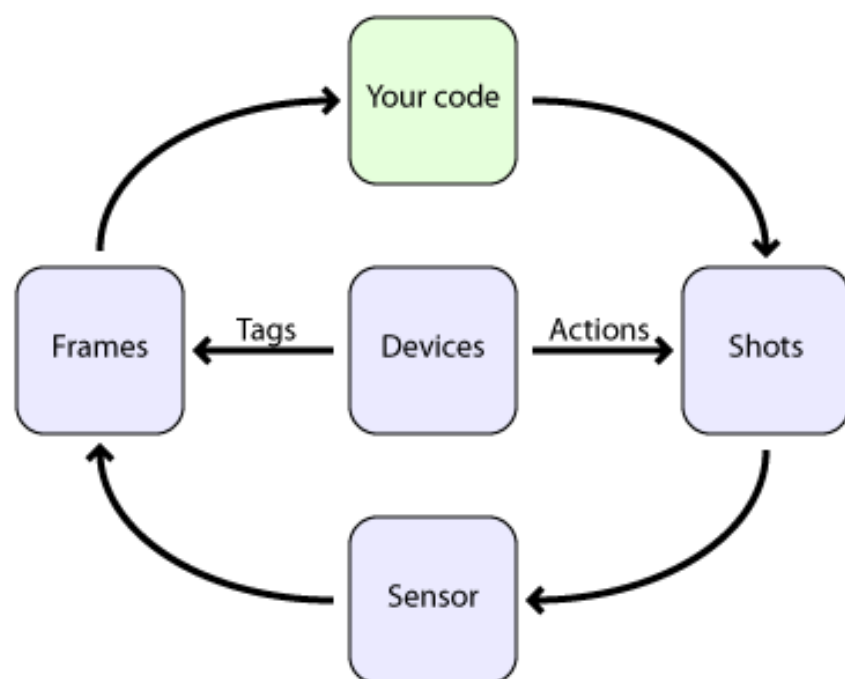 Your code
Frames
Tags
Devices
Actions
Shots
Sensor